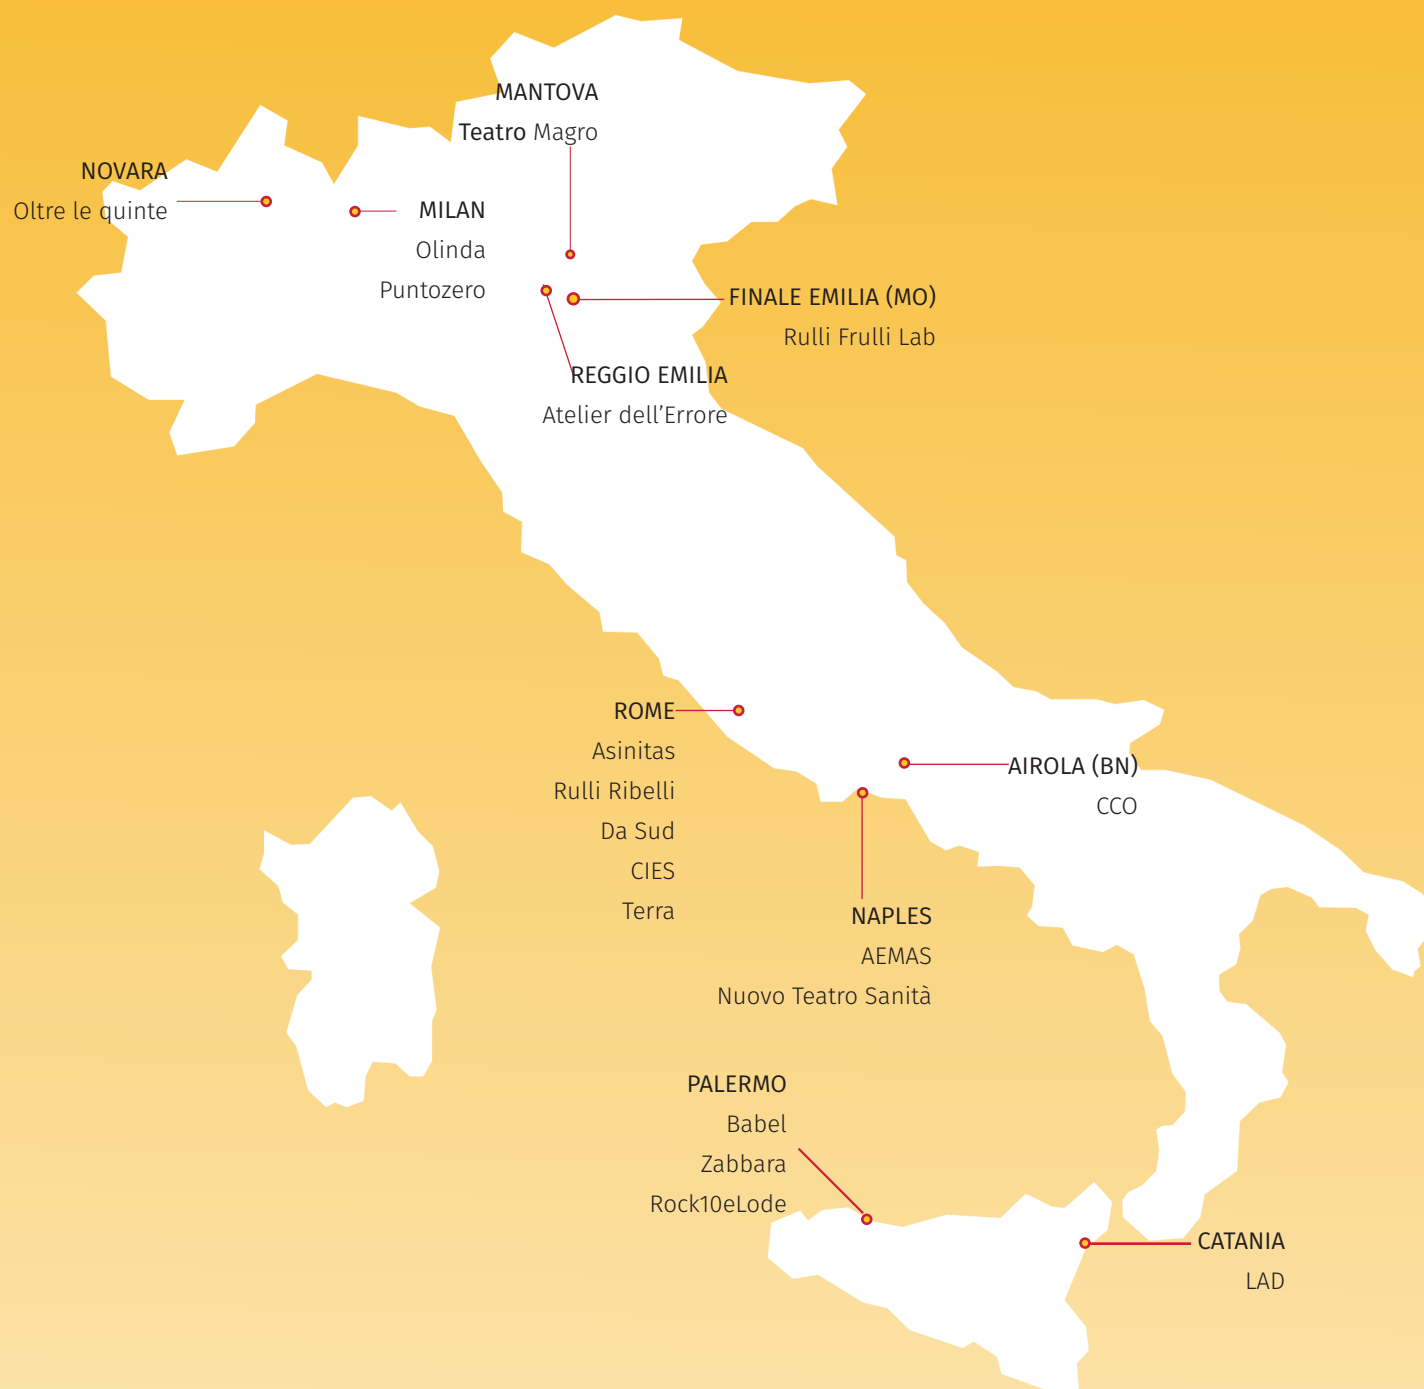 MANTOVA
Teatro Magro
NOVARA
Oltre le quinte
MILAN
Olinda
Puntozero
FINALE EMILIA (MO)
Rulli Frulli Lab
REGGIO EMILIA
Atelier dell’Errore
ROME
Asinitas
Rulli Ribelli
Da Sud
CIES
Terra
AIROLA (BN)
CCO
NAPLES
AEMAS
Nuovo Teatro Sanità
PALERMO
Babel
Zabbara
Rock10eLode
CATANIA
LAD